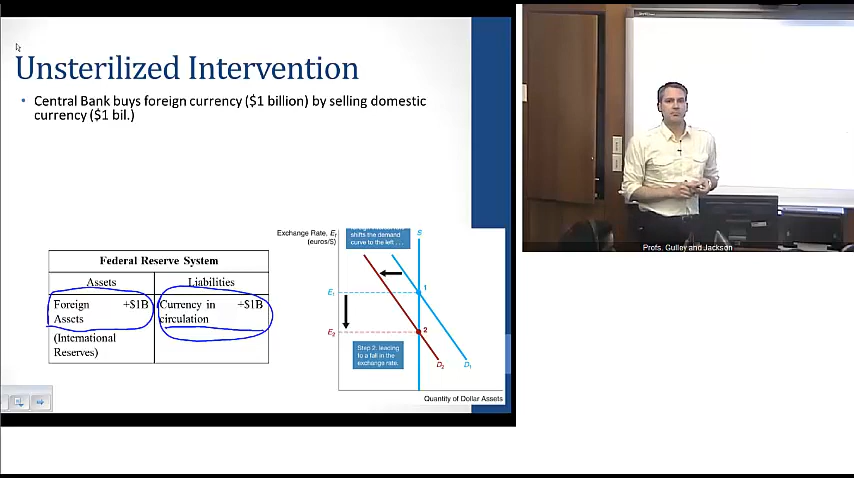 Unsterilized Intervention
• Central Bank buys foreign currency ($1 billion) by selling domestic
currency ($1 bil.)
Federal Reserve System
Assets Liabilities
Foreign +$1B Currency in +$1B
Assets circulation
(International
Reserves)
Exchange Rate, Et
(euros/$)
shifts the demand
curve to the left . . .
S
E1
1
E2
2
Step 2. leading
to a fall in the
exchange rate.
D2 D1
Quantity of Dollar Assets
Profs. Gulley and Jackson